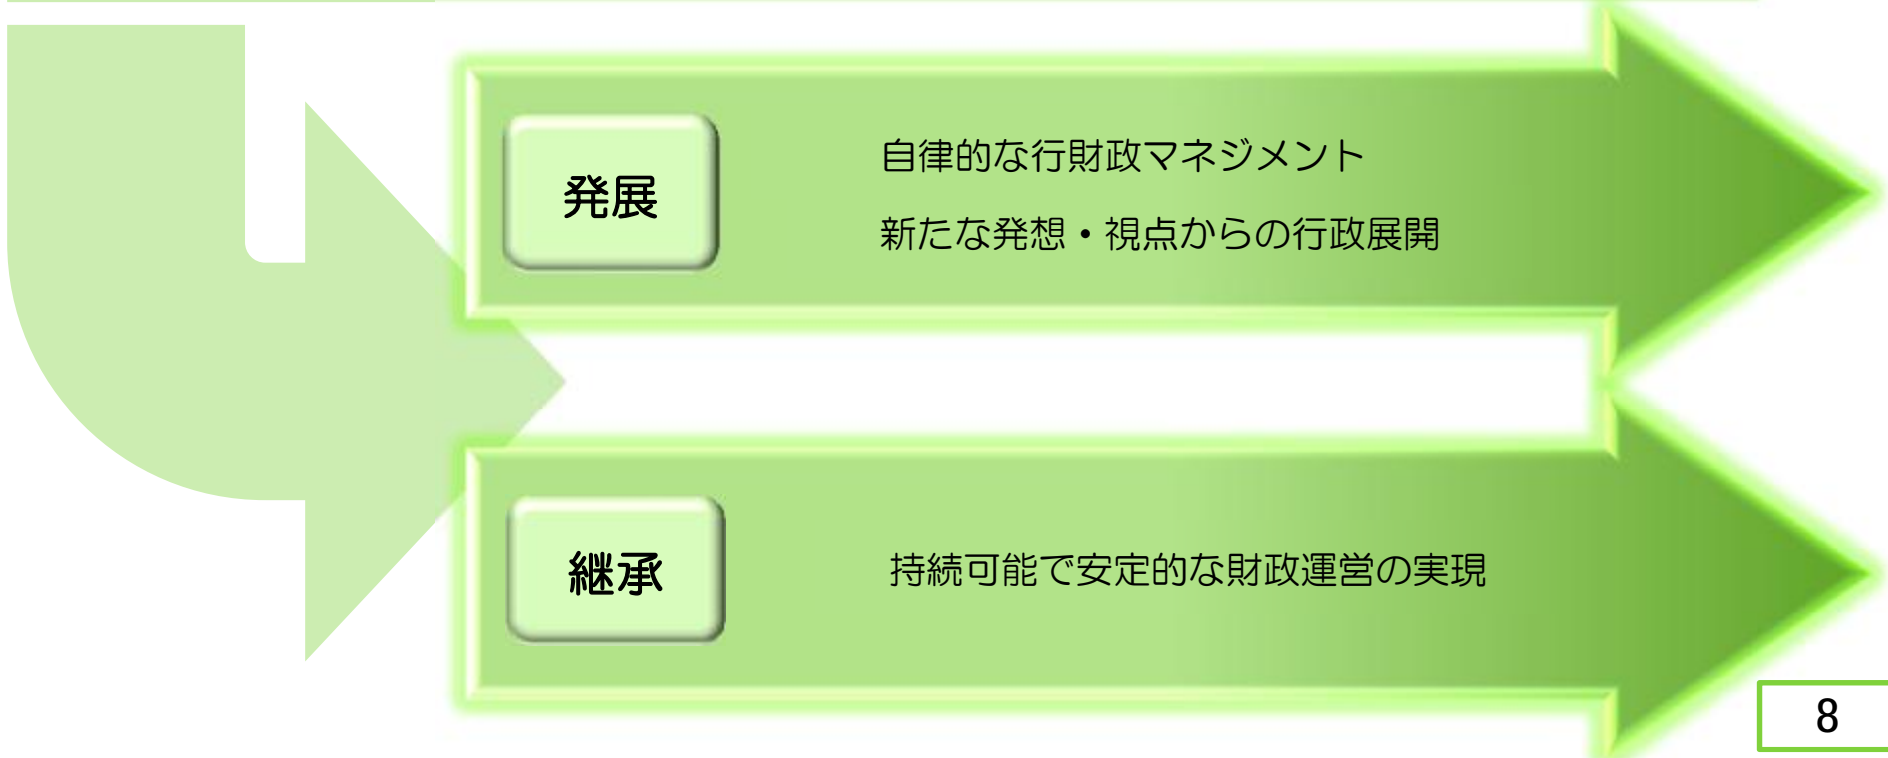 発展
自律的な行財政マネジメント
新たな発想・視点からの行政展開
継承
持続可能で安定的な財政運営の実現
8